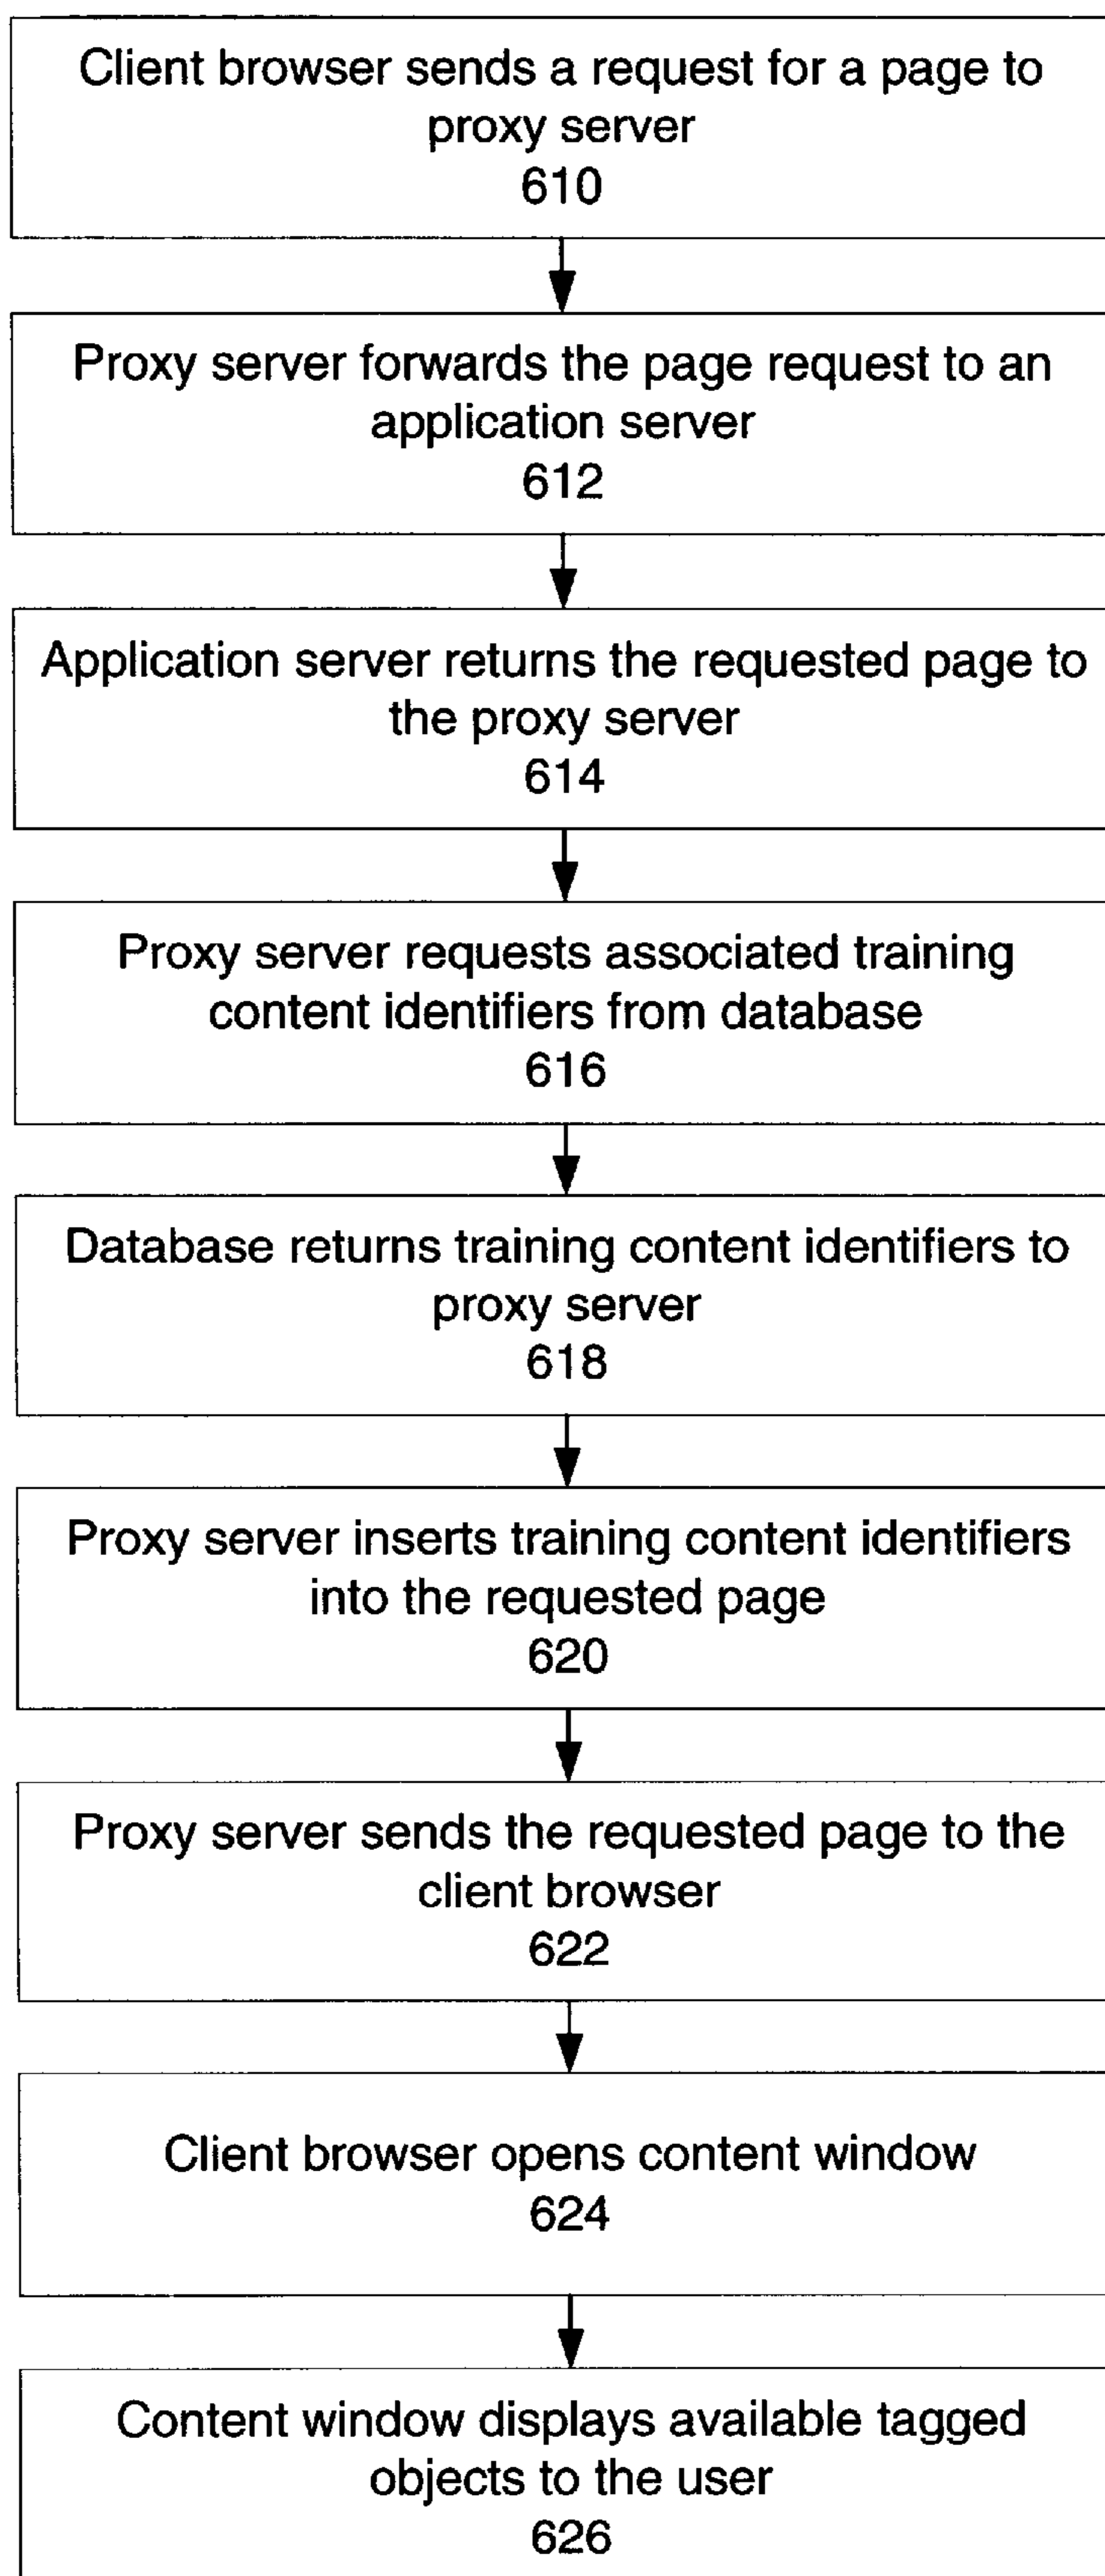 Client browser sends a request for a page to
proxy server
610
Proxy server forwards the page request to an
application server
612
Application server returns the requested page to
the proxy server
614
Proxy server requests associated training
content identifiers from database
616
Database returns training content identifiers to
proxy server
618
Proxy server inserts training content identifiers
into the requested page
620
Proxy server sends the requested page to the
client browser
622
Client browser opens content window
624
Content window displays available tagged
objects to the user
626